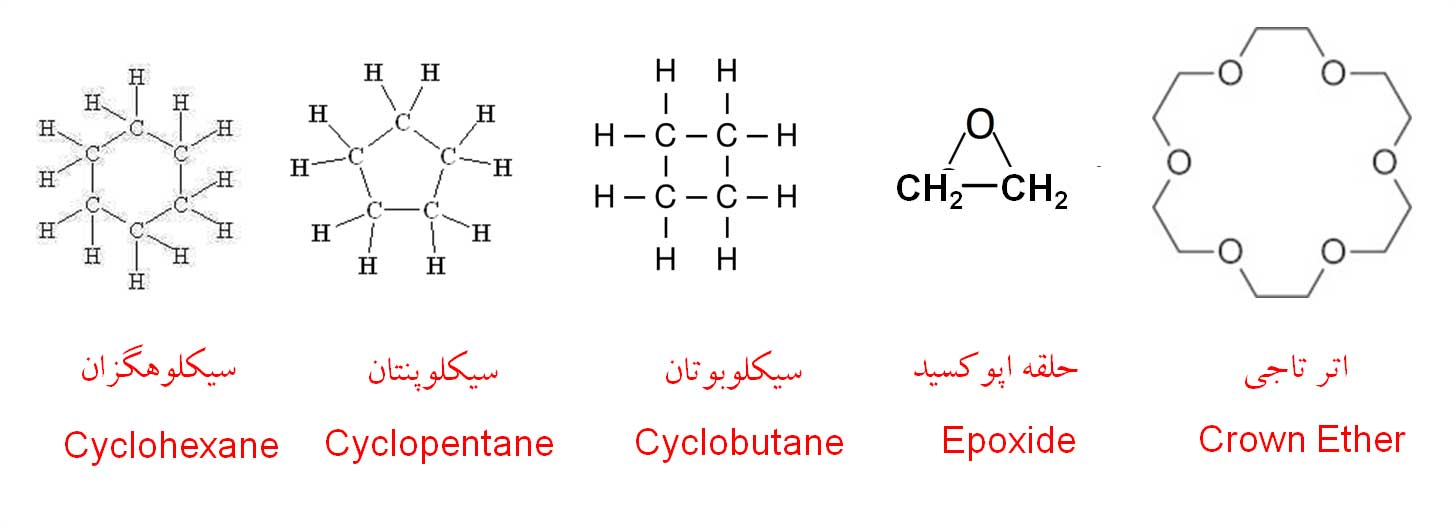 H
H H
H C H
C C
H H
C C
H C H
H H
H
H H
H H
C
C C
H H
C C
H H
H H
H H
H C C H
H C C H
H H
O
CH₂ CH₂
O O
O O
O O
سیکلوهگزان
سیکلوپنتان
سیکلوبوتان
حلقه اپوکسید
اتر تاجی
Cyclohexane
Cyclopentane
Cyclobutane
Epoxide
Crown Ether